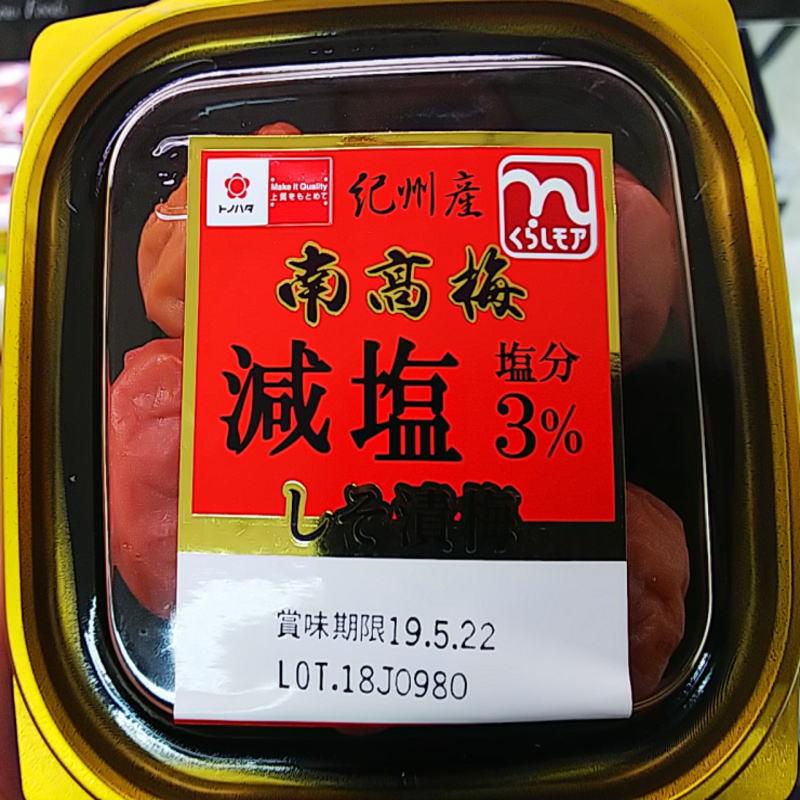 トノハタ
Make it Quality
上質をもとめて
紀州産
くらしモア
南高梅
減塩
塩分
3%
しそ漬梅
賞味期限19.5.22
LOT.18J0980